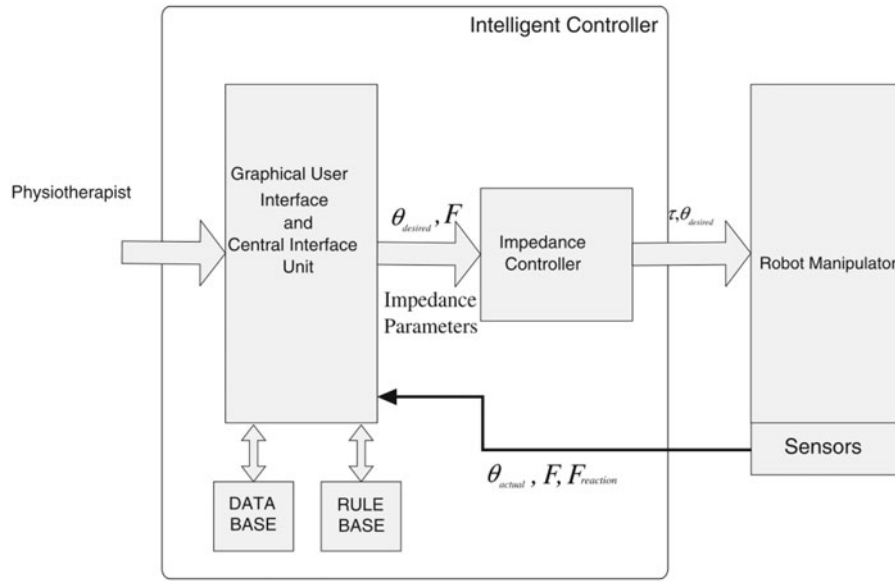 Intelligent Controller
Physiotherapist
Graphical User
Interface
and
Central Interface
Unit
θdesired , F
Impedance
Parameters
Impedance
Controller
τ,θdesired
Robot Manipulator
Sensors
θactual , F, Freaction
DATA
BASE
RULE
BASE